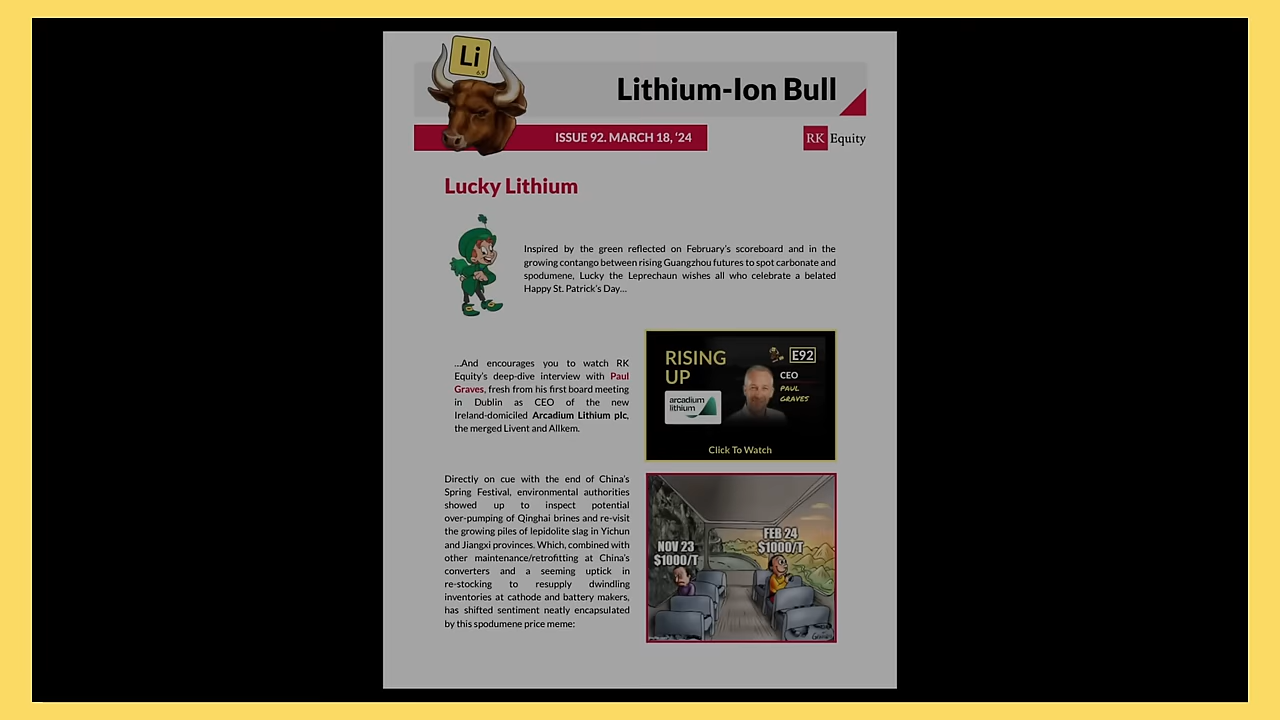 Li
6.9
Lithium-Ion Bull
ISSUE 92. MARCH 18, ‘24
RK Equity
Lucky Lithium
Inspired by the green reflected on February’s scoreboard and in the
growing contango between rising Guangzhou futures to spot carbonate and
spodumene, Lucky the Leprechaun wishes all who celebrate a belated
Happy St. Patrick’s Day...
...And encourages you to watch RK
Equity’s deep-dive interview with Paul
Graves, fresh from his first board meeting
in Dublin as CEO of the new
Ireland-domiciled Arcadium Lithium plc,
the merged Livent and Allkem.
RISING
UP
E92
CEO
PAUL
GRAVES
arcadium
lithium
Click To Watch
Directly on cue with the end of China’s
Spring Festival, environmental authorities
showed up to inspect potential
over-pumping of Qinghai brines and re-visit
the growing piles of lepidolite slag in Yichun
and Jiangxi provinces. Which, combined with
other maintenance/retrofitting at China’s
converters and a seeming uptick in
re-stocking to resupply dwindling
inventories at cathode and battery makers,
has shifted sentiment neatly encapsulated
by this spodumene price meme:
NOV 23
$1000/T
FEB 24
$1000/T